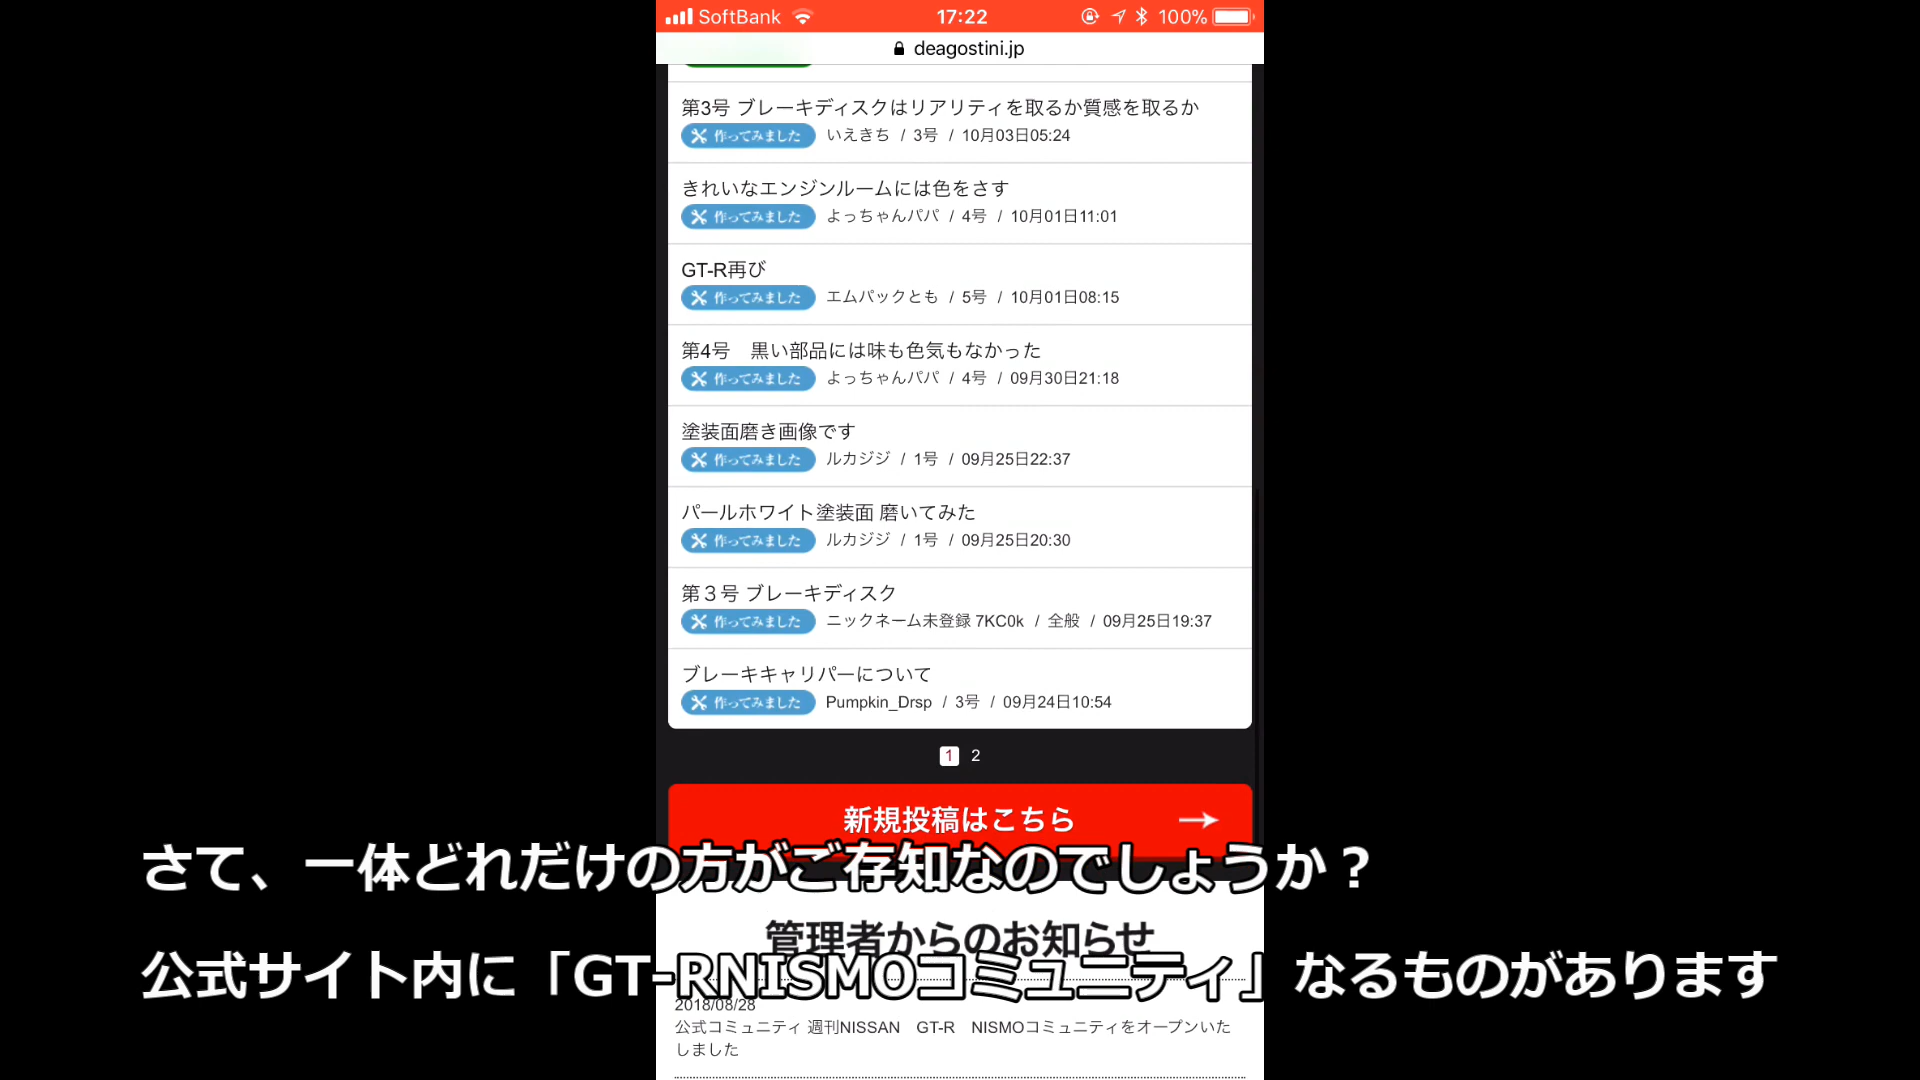 SoftBank 17:22 100%
deagostini.jp
第3号 ブレーキディスクはリアリティを取るか質感を取るか
作ってみました いえきち / 3号 / 10月03日05:24
きれいなエンジンルームには色をさす
作ってみました よっちゃんパパ / 4号 / 10月01日11:01
GT-R再び
作ってみました エムパックとも / 5号 / 10月01日08:15
第4号　黒い部品には味も色気もなかった
作ってみました よっちゃんパパ / 4号 / 09月30日21:18
塗装面磨き画像です
作ってみました ルカジジ / 1号 / 09月25日22:37
パールホワイト塗装面 磨いてみた
作ってみました ルカジジ / 1号 / 09月25日20:30
第３号 ブレーキディスク
作ってみました ニックネーム未登録 7KC0k / 全般 / 09月25日19:37
ブレーキキャリパーについて
作ってみました Pumpkin_Drsp / 3号 / 09月24日10:54
1 2
新規投稿はこちら →
さて、一体どれだけの方がご存知なのでしょうか？
管理者からのお知らせ
公式サイト内に「GT-RNISMOコミュニティ」なるものがあります
2018/08/28
公式コミュニティ 週刊NISSAN　GT-R　NISMOコミュニティをオープンいた
しました